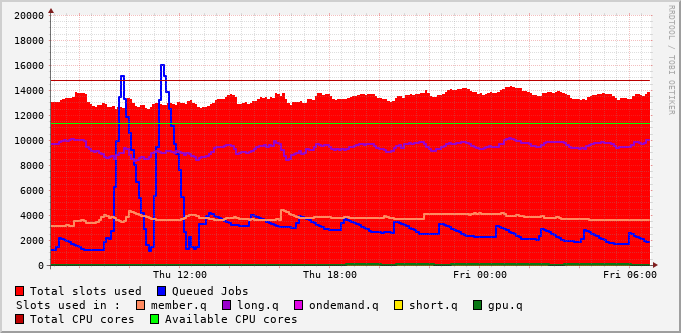 20000
18000
16000
14000
12000
10000
8000
6000
4000
2000
0
Thu 12:00 Thu 18:00 Fri 00:00 Fri 06:00
RRDTOOL / TOBI OETIKER
Total slots used Queued Jobs
Slots used in : member.q long.q ondemand.q short.q gpu.q
Total CPU cores Available CPU cores